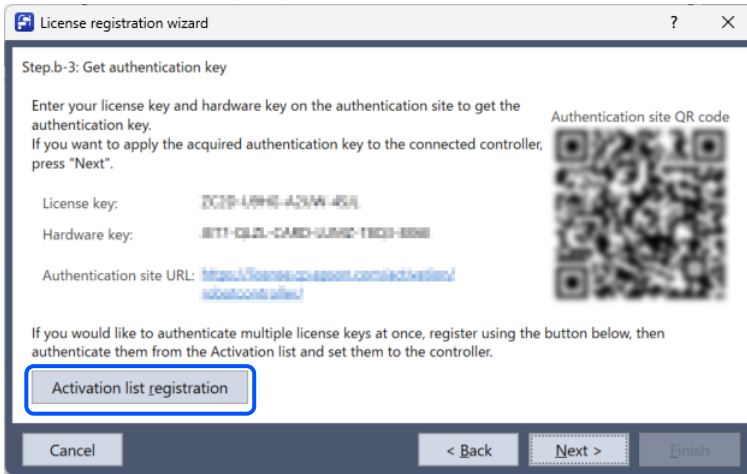 License registration wizard
?
Step.b-3: Get authentication key
Enter your license key and hardware key on the authentication site to get the
authentication key.
If you want to apply the acquired authentication key to the connected controller,
press "Next".
Authentication site QR code
License key:
Hardware key:
Authentication site URL:
If you would like to authenticate multiple license keys at once, register using the button below, then
authenticate them from the Activation list and set them to the controller.
Activation list registration
Cancel
< Back
Next >
Finish